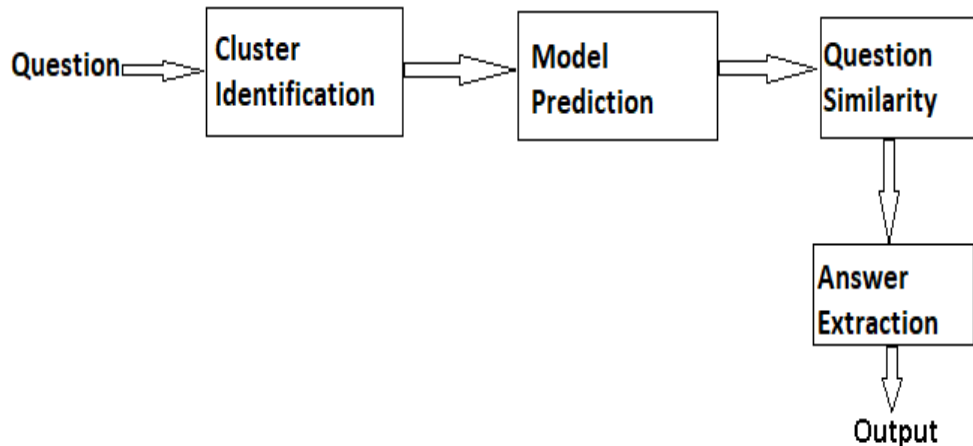 Question
Cluster
Identification
Model
Prediction
Question
Similarity
Answer
Extraction
Output